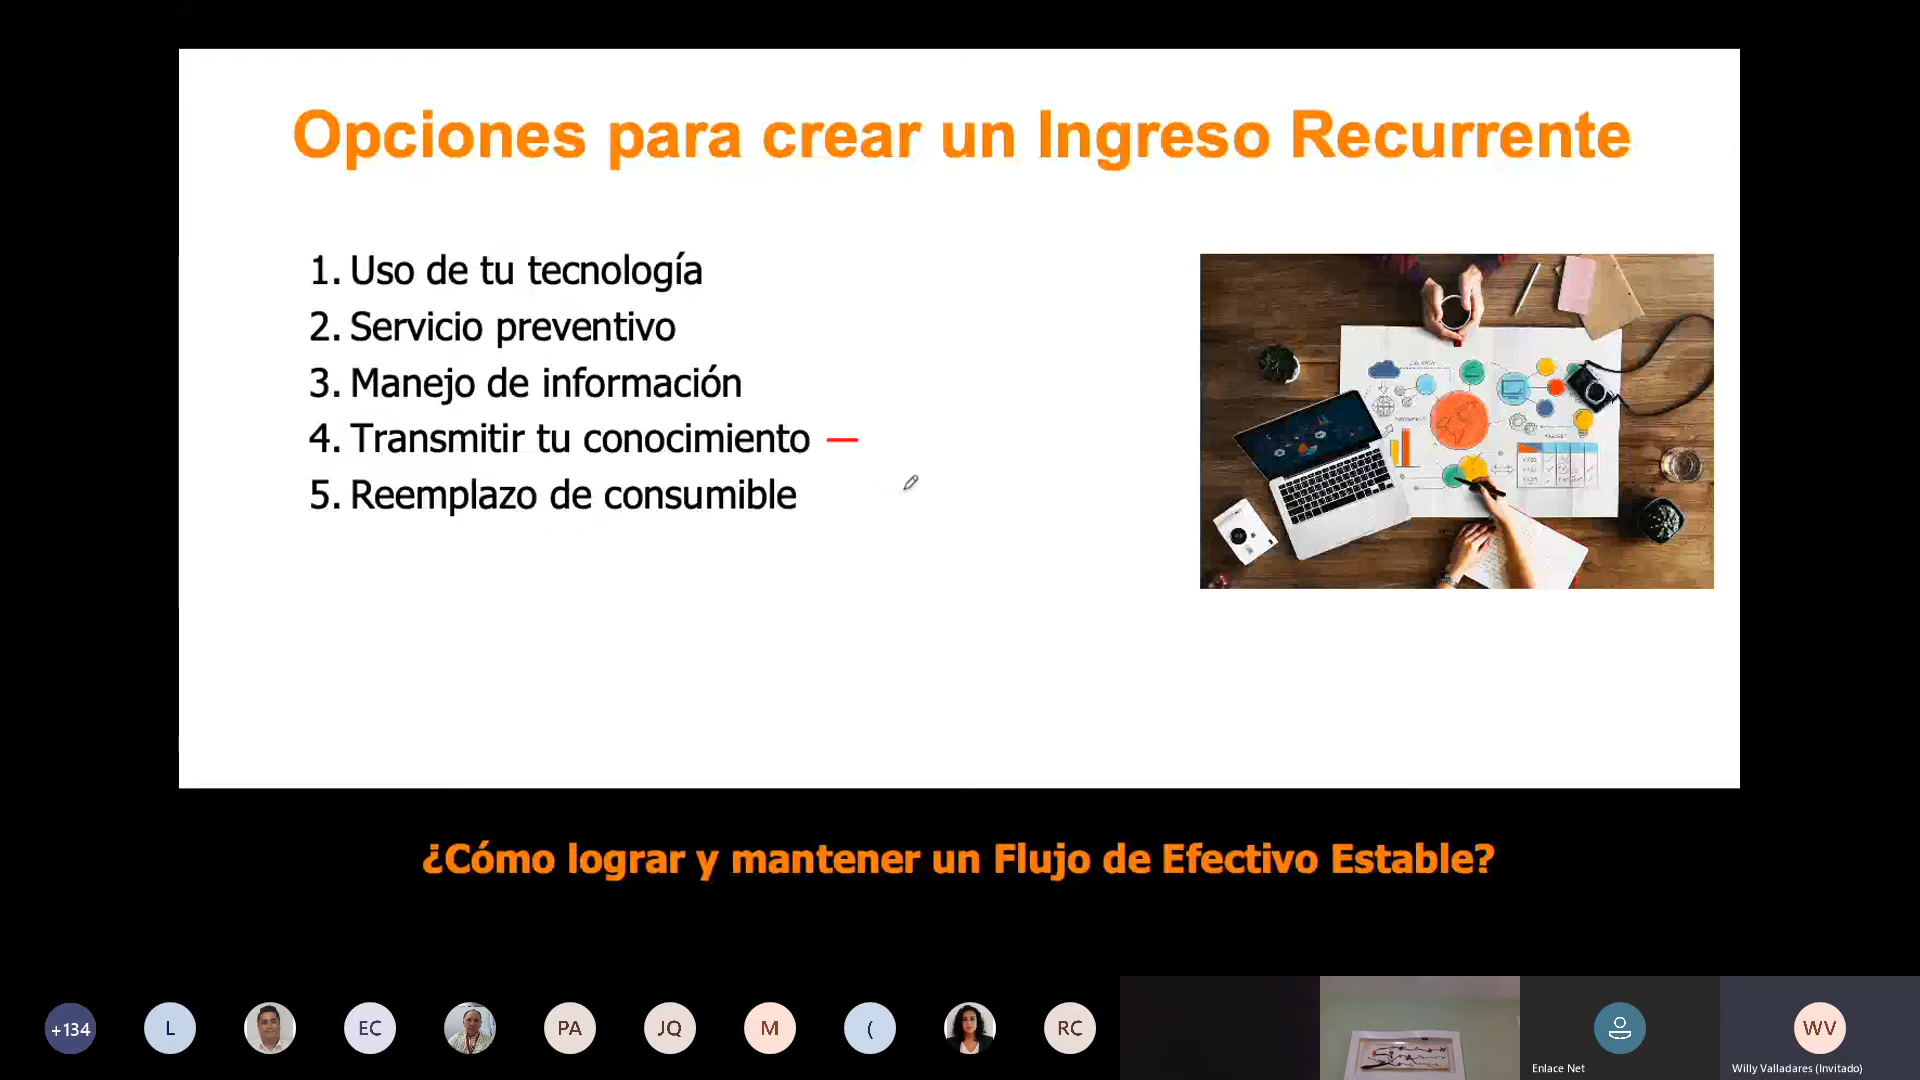 Opciones para crear un Ingreso Recurrente
1. Uso de tu tecnología
2. Servicio preventivo
3. Manejo de información
4. Transmitir tu conocimiento
5. Reemplazo de consumible
TARGET
¿Cómo lograr y mantener un Flujo de Efectivo Estable?
+134
L
EC
PA
JQ
M
(
RC
Enlace Net
WV
Willy Valladares (Invitado)